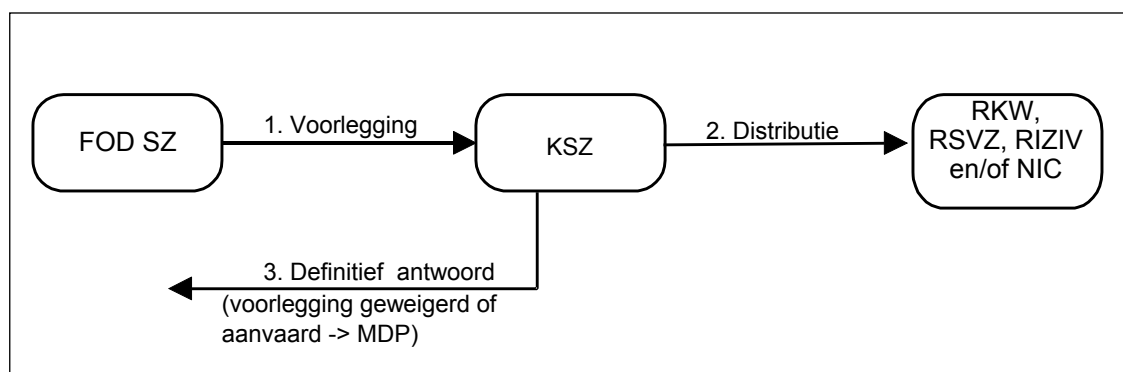 FOD SZ
1. Voorlegging
KSZ
2. Distributie
RKW,
RSVZ, RIZIV
en/of NIC
3. Definitief antwoord
(voorlegging geweigerd of
aanvaard -> MDP)